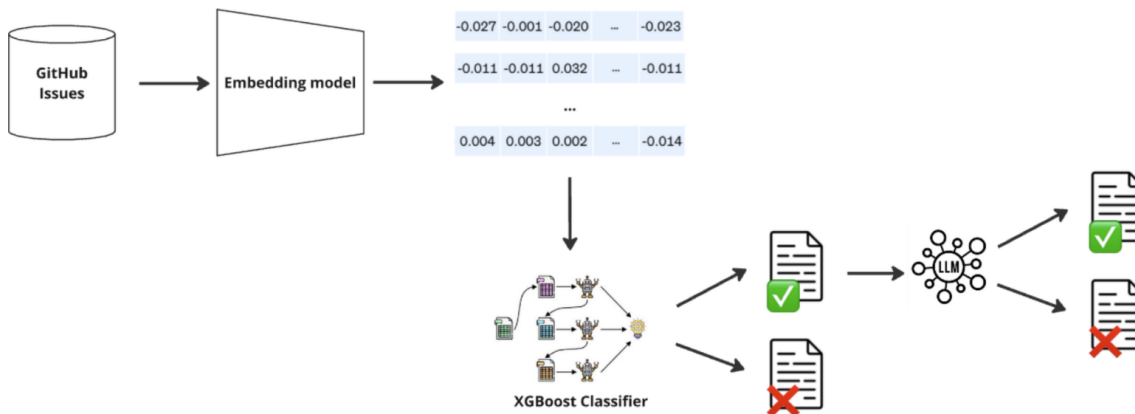 GitHub
Issues
Embedding model
-0.027 -0.001 -0.020 ... -0.023
-0.011 -0.011 0.032 ... -0.011
...
0.004 0.003 0.002 ... -0.014
LLM
XGBoost Classifier